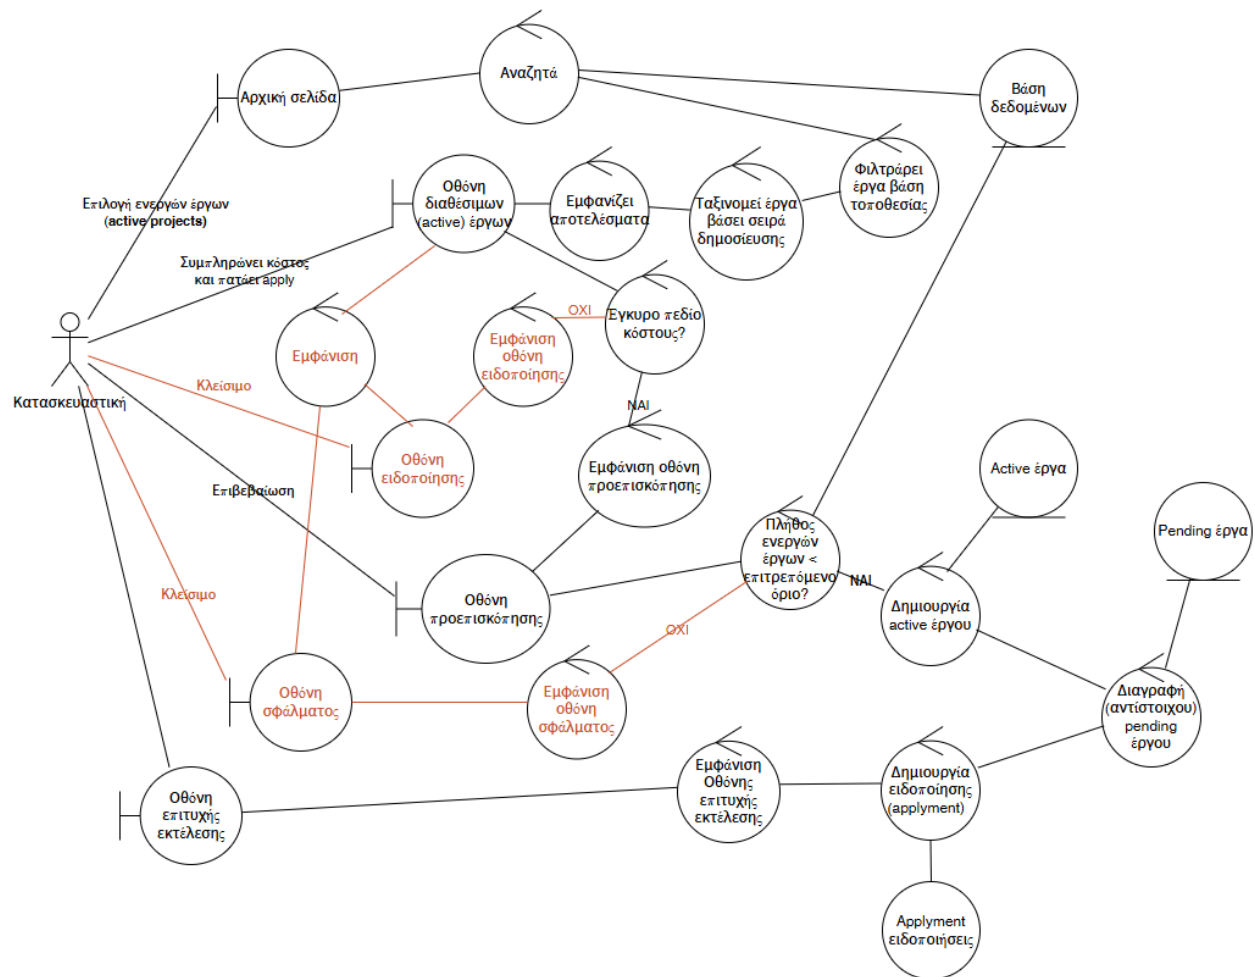 Αρχική σελίδα
Αναζητά
Βάση
δεδομένων
Επιλογή ενεργών έργων
(active projects)
Οθόνη
διαθέσιμων
(active) έργων
Εμφανίζει
αποτελέσματα
Ταξινομεί έργα
βάσει σειρά
δημοσίευσης
Φιλτράρει
έργα βάση
τοποθεσίας
Συμπληρώνει κόστος
και πατάει apply
Εμφάνιση
Εμφάνιση
οθόνη
ειδοποίησης
ΟΧΙ
Έγκυρο πεδίο
κόστους?
Κατασκευαστική
Κλείσιμο
ΝΑΙ
Οθόνη
ειδοποίησης
Εμφάνιση οθόνη
προεπισκόπησης
Active έργα
Επιβεβαίωση
Πλήθος
ενεργών
έργων <
επιτρεπόμενο
όριο?
ΝΑΙ
Pending έργα
Κλείσιμο
Οθόνη
προεπισκόπησης
Δημιουργία
active έργου
ΟΧΙ
Οθόνη
σφάλματος
Εμφάνιση
οθόνη
σφάλματος
Διαγραφή
(αντίστοιχου)
pending
έργου
Οθόνη
επιτυχής
εκτέλεσης
Εμφάνιση
Οθόνης
επιτυχής
εκτέλεσης
Δημιουργία
ειδοποίησης
(applyment)
Applyment
ειδοποιήσεις